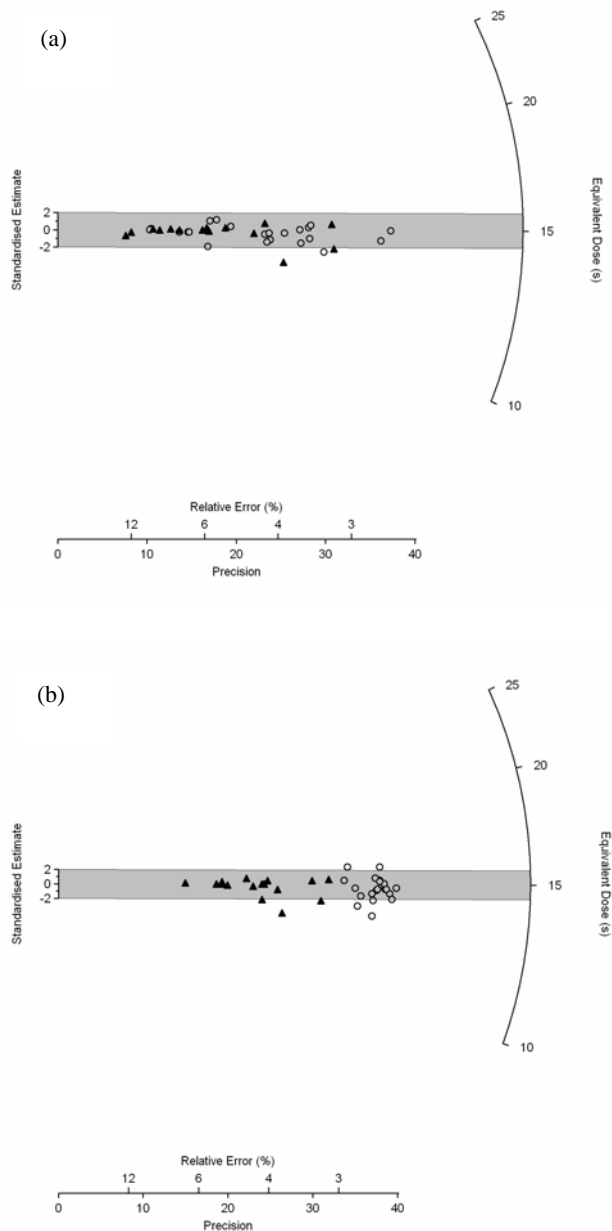 (a)
25
20
Standardised Estimate
2
0
-2
15
Equivalent Dose (s)
10
Relative Error (%)
12 6 4 3
0 10 20 30 40
Precision
(b)
25
20
Standardised Estimate
2
0
-2
15
Equivalent Dose (s)
10
Relative Error (%)
12 6 4 3
0 10 20 30 40
Precision